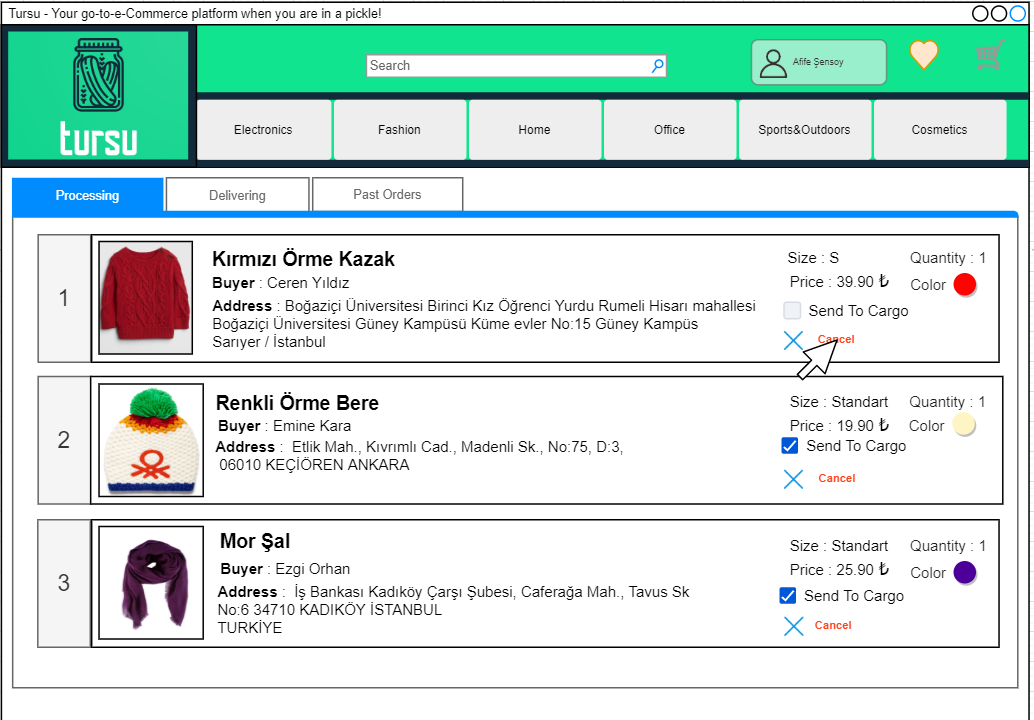 Tursu - Your go-to-e-Commerce platform when you are in a pickle!
tursu
Search
Afife Şensoy
Electronics
Fashion
Home
Office
Sports&Outdoors
Cosmetics
Processing
Delivering
Past Orders
1
Kırmızı Örme Kazak
Buyer : Ceren Yıldız
Address : Boğaziçi Üniversitesi Birinci Kız Öğrenci Yurdu Rumeli Hisarı mahallesi
Boğaziçi Üniversitesi Güney Kampüsü Küme evler No:15 Güney Kampüs
Sarıyer / İstanbul
Size : S
Quantity : 1
Price : 39.90 ₺
Color
Send To Cargo
Cancel
2
Renkli Örme Bere
Buyer : Emine Kara
Address : Etlik Mah., Kıvrımlı Cad., Madenli Sk., No:75, D:3,
06010 KEÇİÖREN ANKARA
Size : Standart
Quantity : 1
Price : 19.90 ₺
Color
Send To Cargo
Cancel
3
Mor Şal
Buyer : Ezgi Orhan
Address : İş Bankası Kadıköy Çarşı Şubesi, Caferağa Mah., Tavus Sk
No:6 34710 KADIKÖY İSTANBUL
TURKİYE
Size : Standart
Quantity : 1
Price : 25.90 ₺
Color
Send To Cargo
Cancel